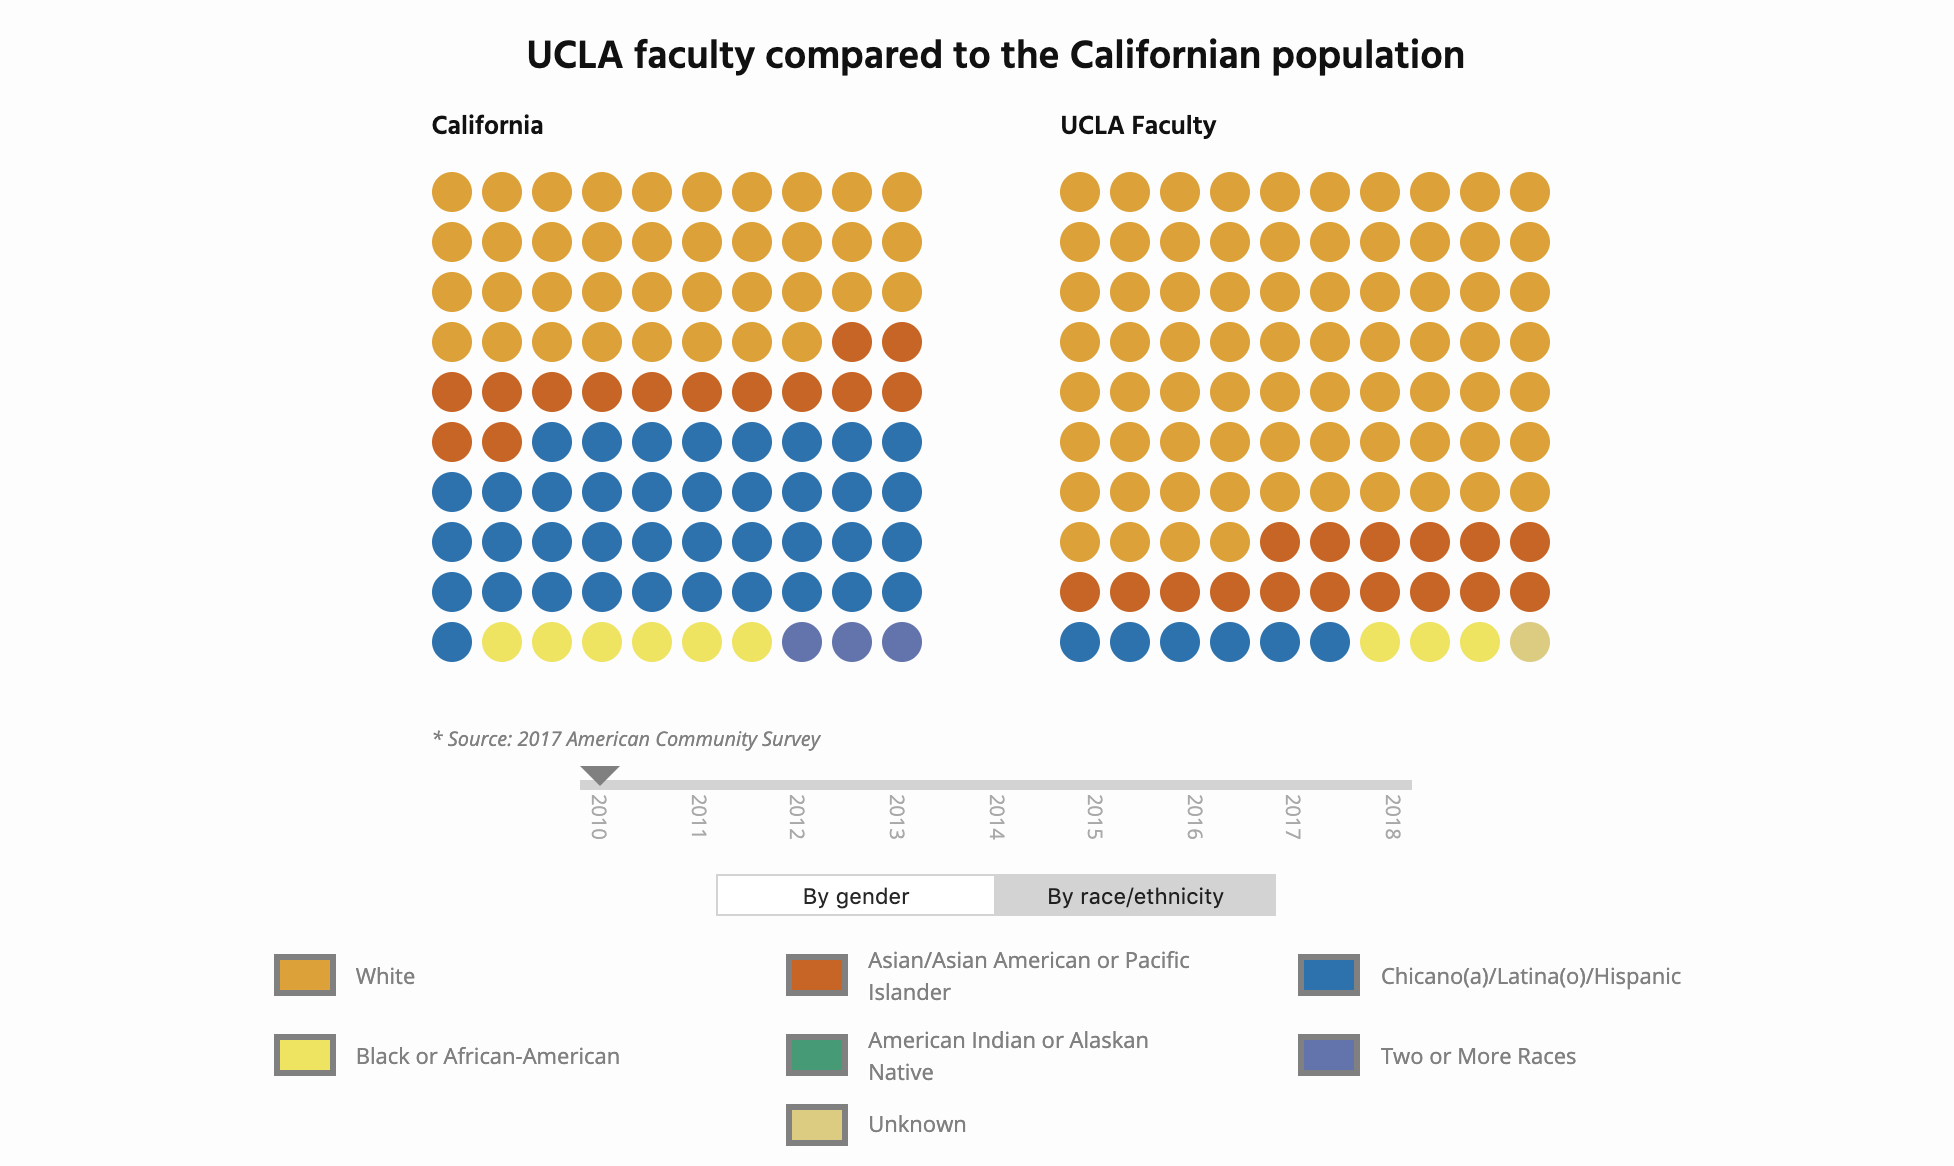 UCLA faculty compared to the Californian population
California
UCLA Faculty
* Source: 2017 American Community Survey
2010
2011
2012
2013
2014
2015
2016
2017
2018
By gender
By race/ethnicity
White
Asian/Asian American or Pacific
Islander
Chicano(a)/Latina(o)/Hispanic
Black or African-American
American Indian or Alaskan
Native
Two or More Races
Unknown